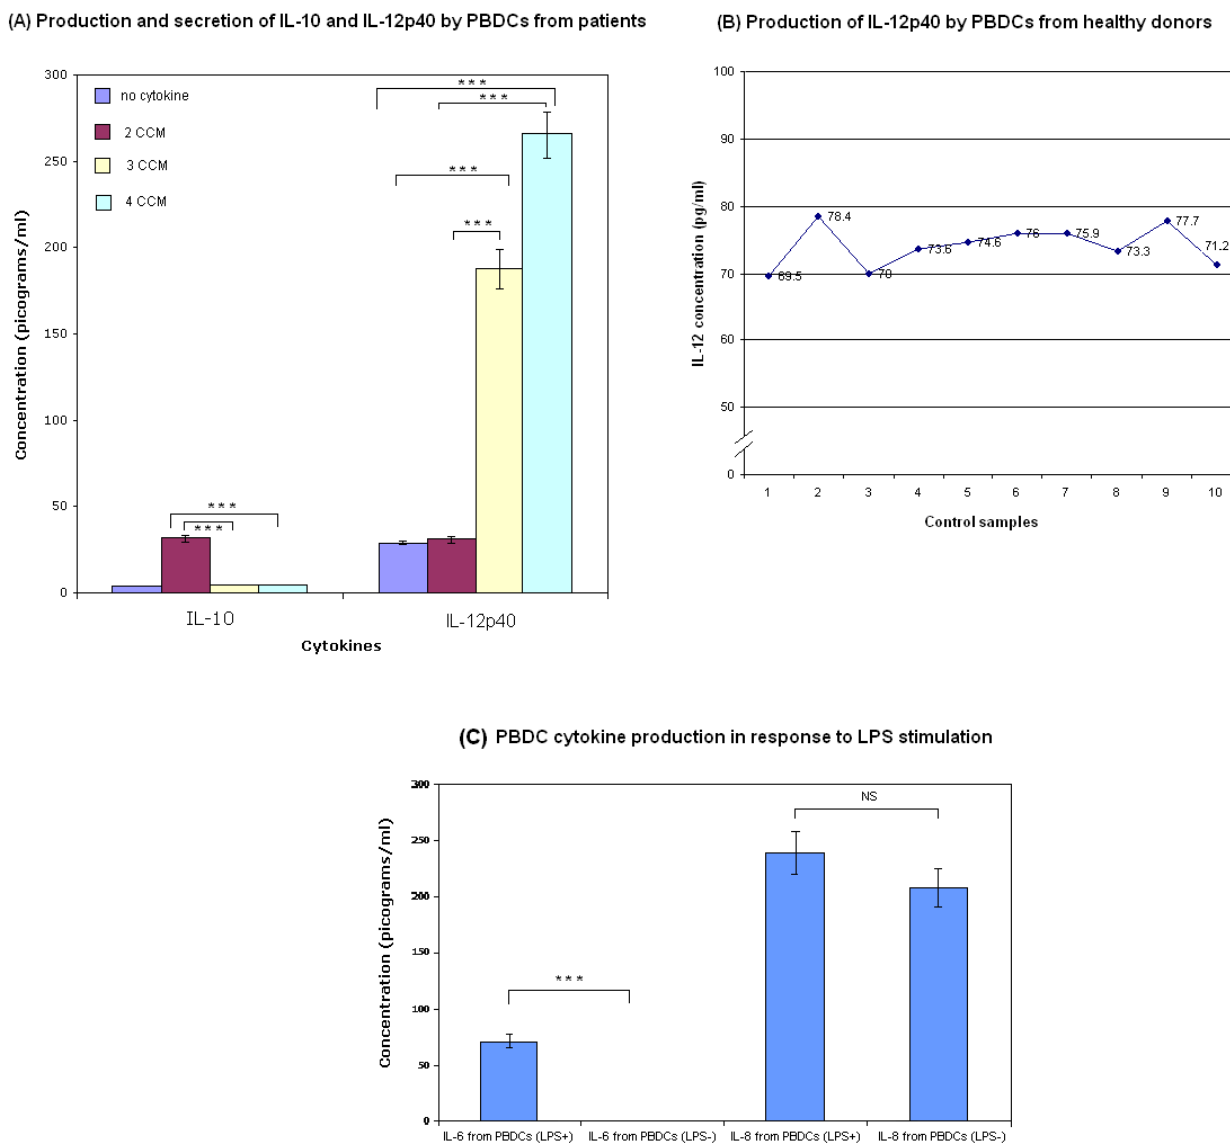 (A) Production and secretion of IL-10 and IL-12p40 by PBDCs from patients
300
250
200
150
100
50
0
Concentration (picograms/ml)
no cytokine
2 CCM
3 CCM
4 CCM
***
***
***
***
***
***
IL-10
IL-12p40
Cytokines
(B) Production of IL-12p40 by PBDCs from healthy donors
100
90
80
70
60
50
0
IL-12 concentration (pg/ml)
69.5
78.4
70
73.6
74.6
76
75.9
73.3
77.7
71.2
1 2 3 4 5 6 7 8 9 10
Control samples
(C) PBDC cytokine production in response to LPS stimulation
300
250
200
150
100
50
0
Concentration (picograms/ml)
***
NS
IL-6 from PBDCs (LPS+) IL-6 from PBDCs (LPS-) IL-8 from PBDCs (LPS+) IL-8 from PBDCs (LPS-)